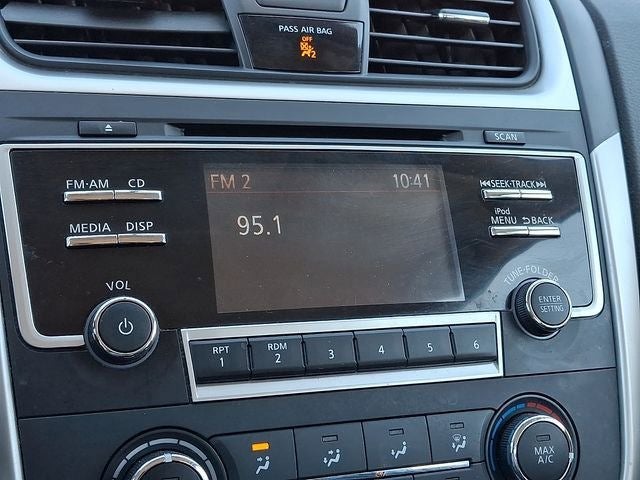 PASS AIR BAG
OFF
2
SCAN
FM·AM CD
MEDIA DISP
VOL
FM 2 10:41
95.1
SEEK·TRACK
iPod
MENU BACK
TUNE·FOLDER
ENTER
SETTING
RPT
1
RDM
2
3
4
5
6
MAX
A/C